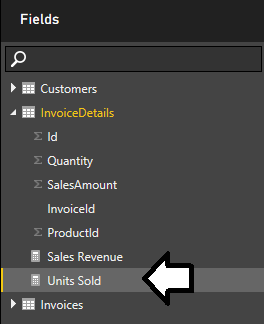 Fields
Customers
InvoiceDetails
Σ Id
Σ Quantity
Σ SalesAmount
InvoiceId
Σ ProductId
Sales Revenue
Units Sold
Invoices